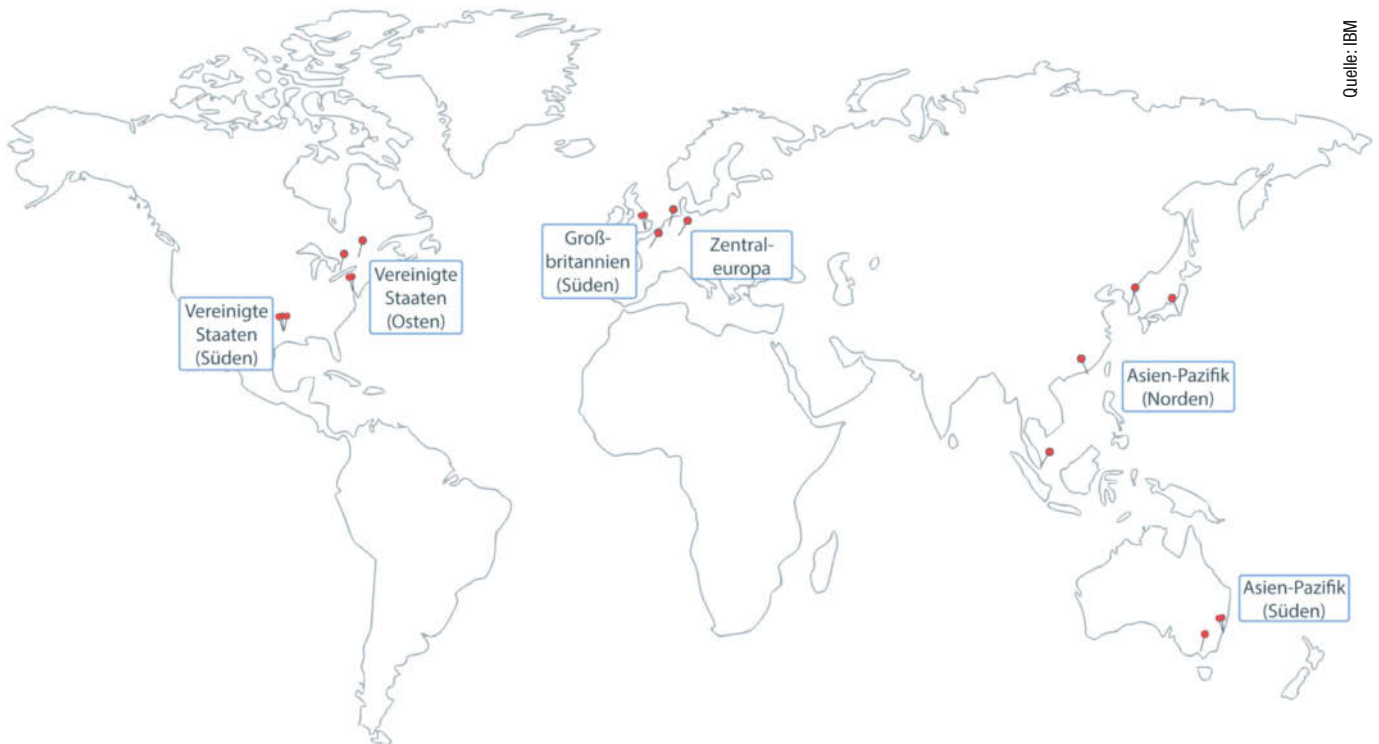 Quelle: IBM
Groß-
britannien
(Süden)
Zentral-
europa
Vereinigte
Staaten
(Osten)
Vereinigte
Staaten
(Süden)
Asien-Pazifik
(Norden)
Asien-Pazifik
(Süden)